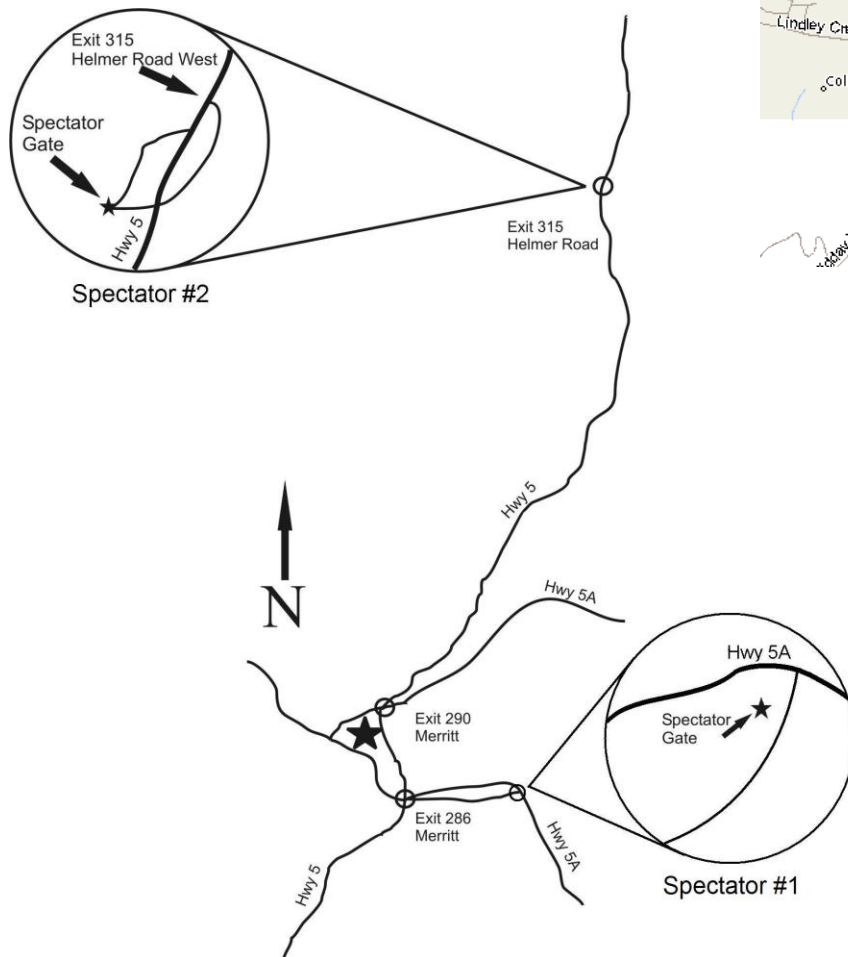 Exit 315
Helmer Road West
Spectator
Gate
Hwy 5
Spectator #2
Lindley
Col
Exit 315
Helmer Road
Hwy 5
N
Hwy 5A
Hwy 5A
Spectator
Gate
Spectator #1
Exit 290
Merritt
Exit 286
Merritt
Hwy 5A
Hwy 5